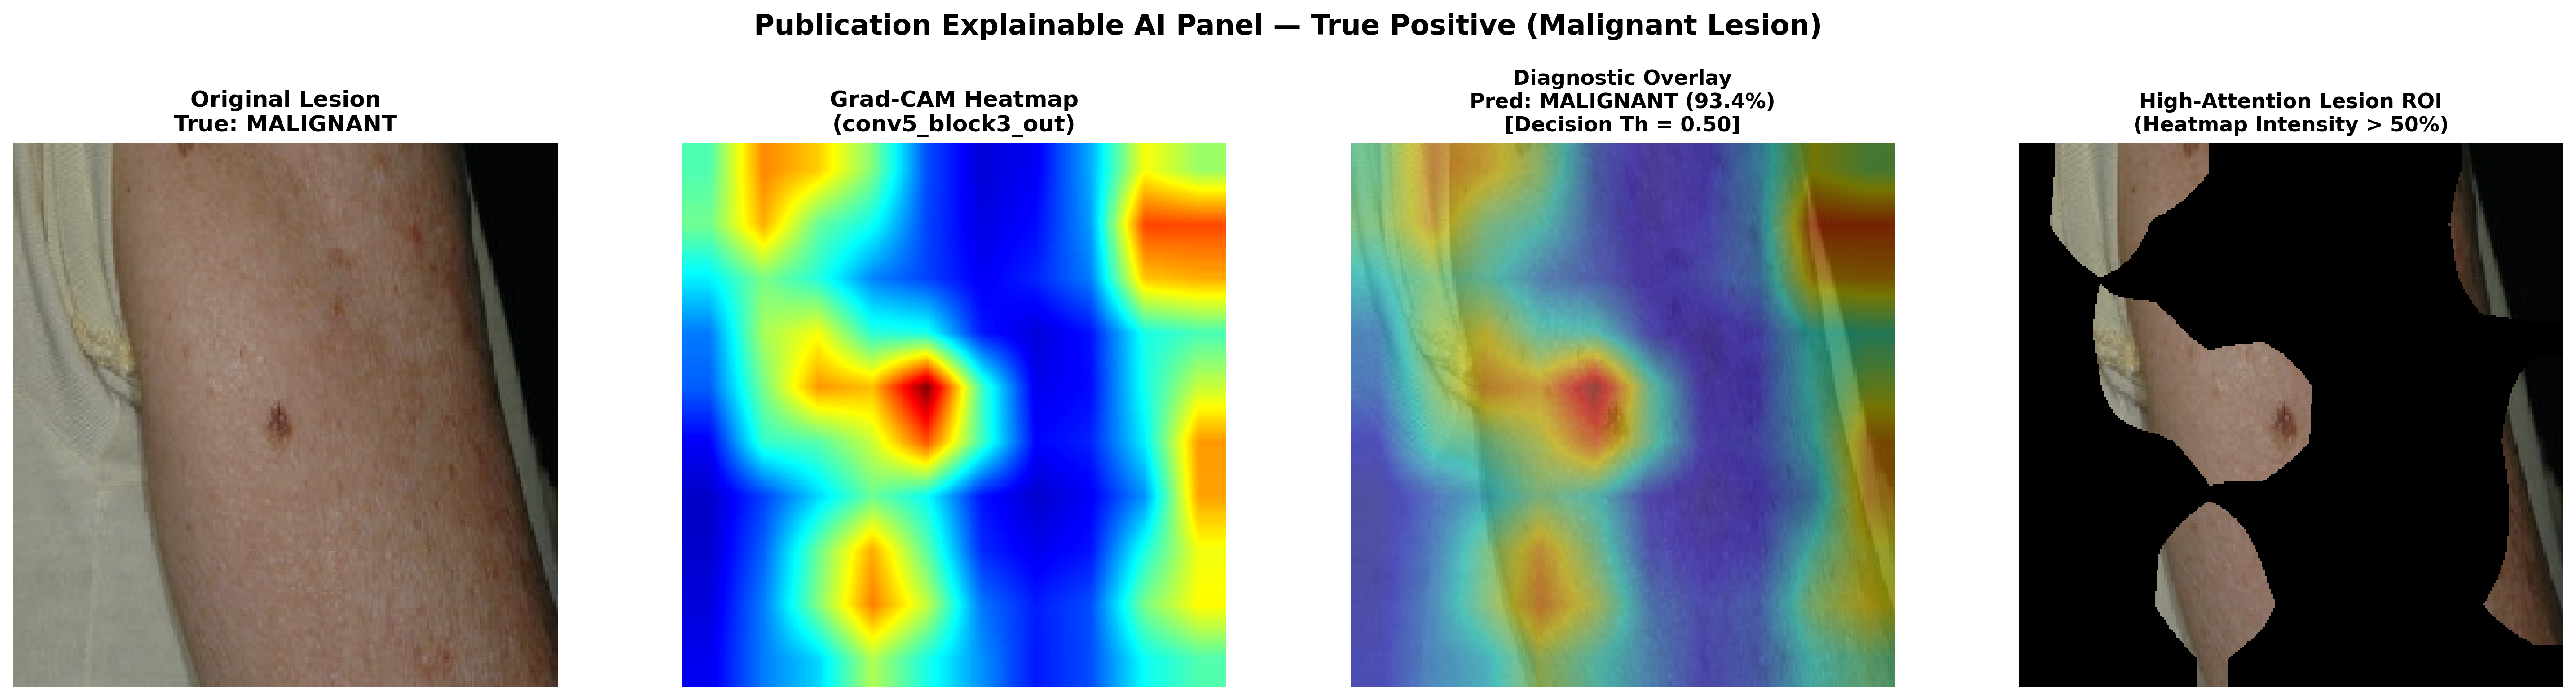 Publication Explainable AI Panel — True Positive (Malignant Lesion)
Original Lesion
True: MALIGNANT
Grad-CAM Heatmap
(conv5_block3_out)
Diagnostic Overlay
Pred: MALIGNANT (93.4%)
[Decision Th = 0.50]
High-Attention Lesion ROI
(Heatmap Intensity > 50%)